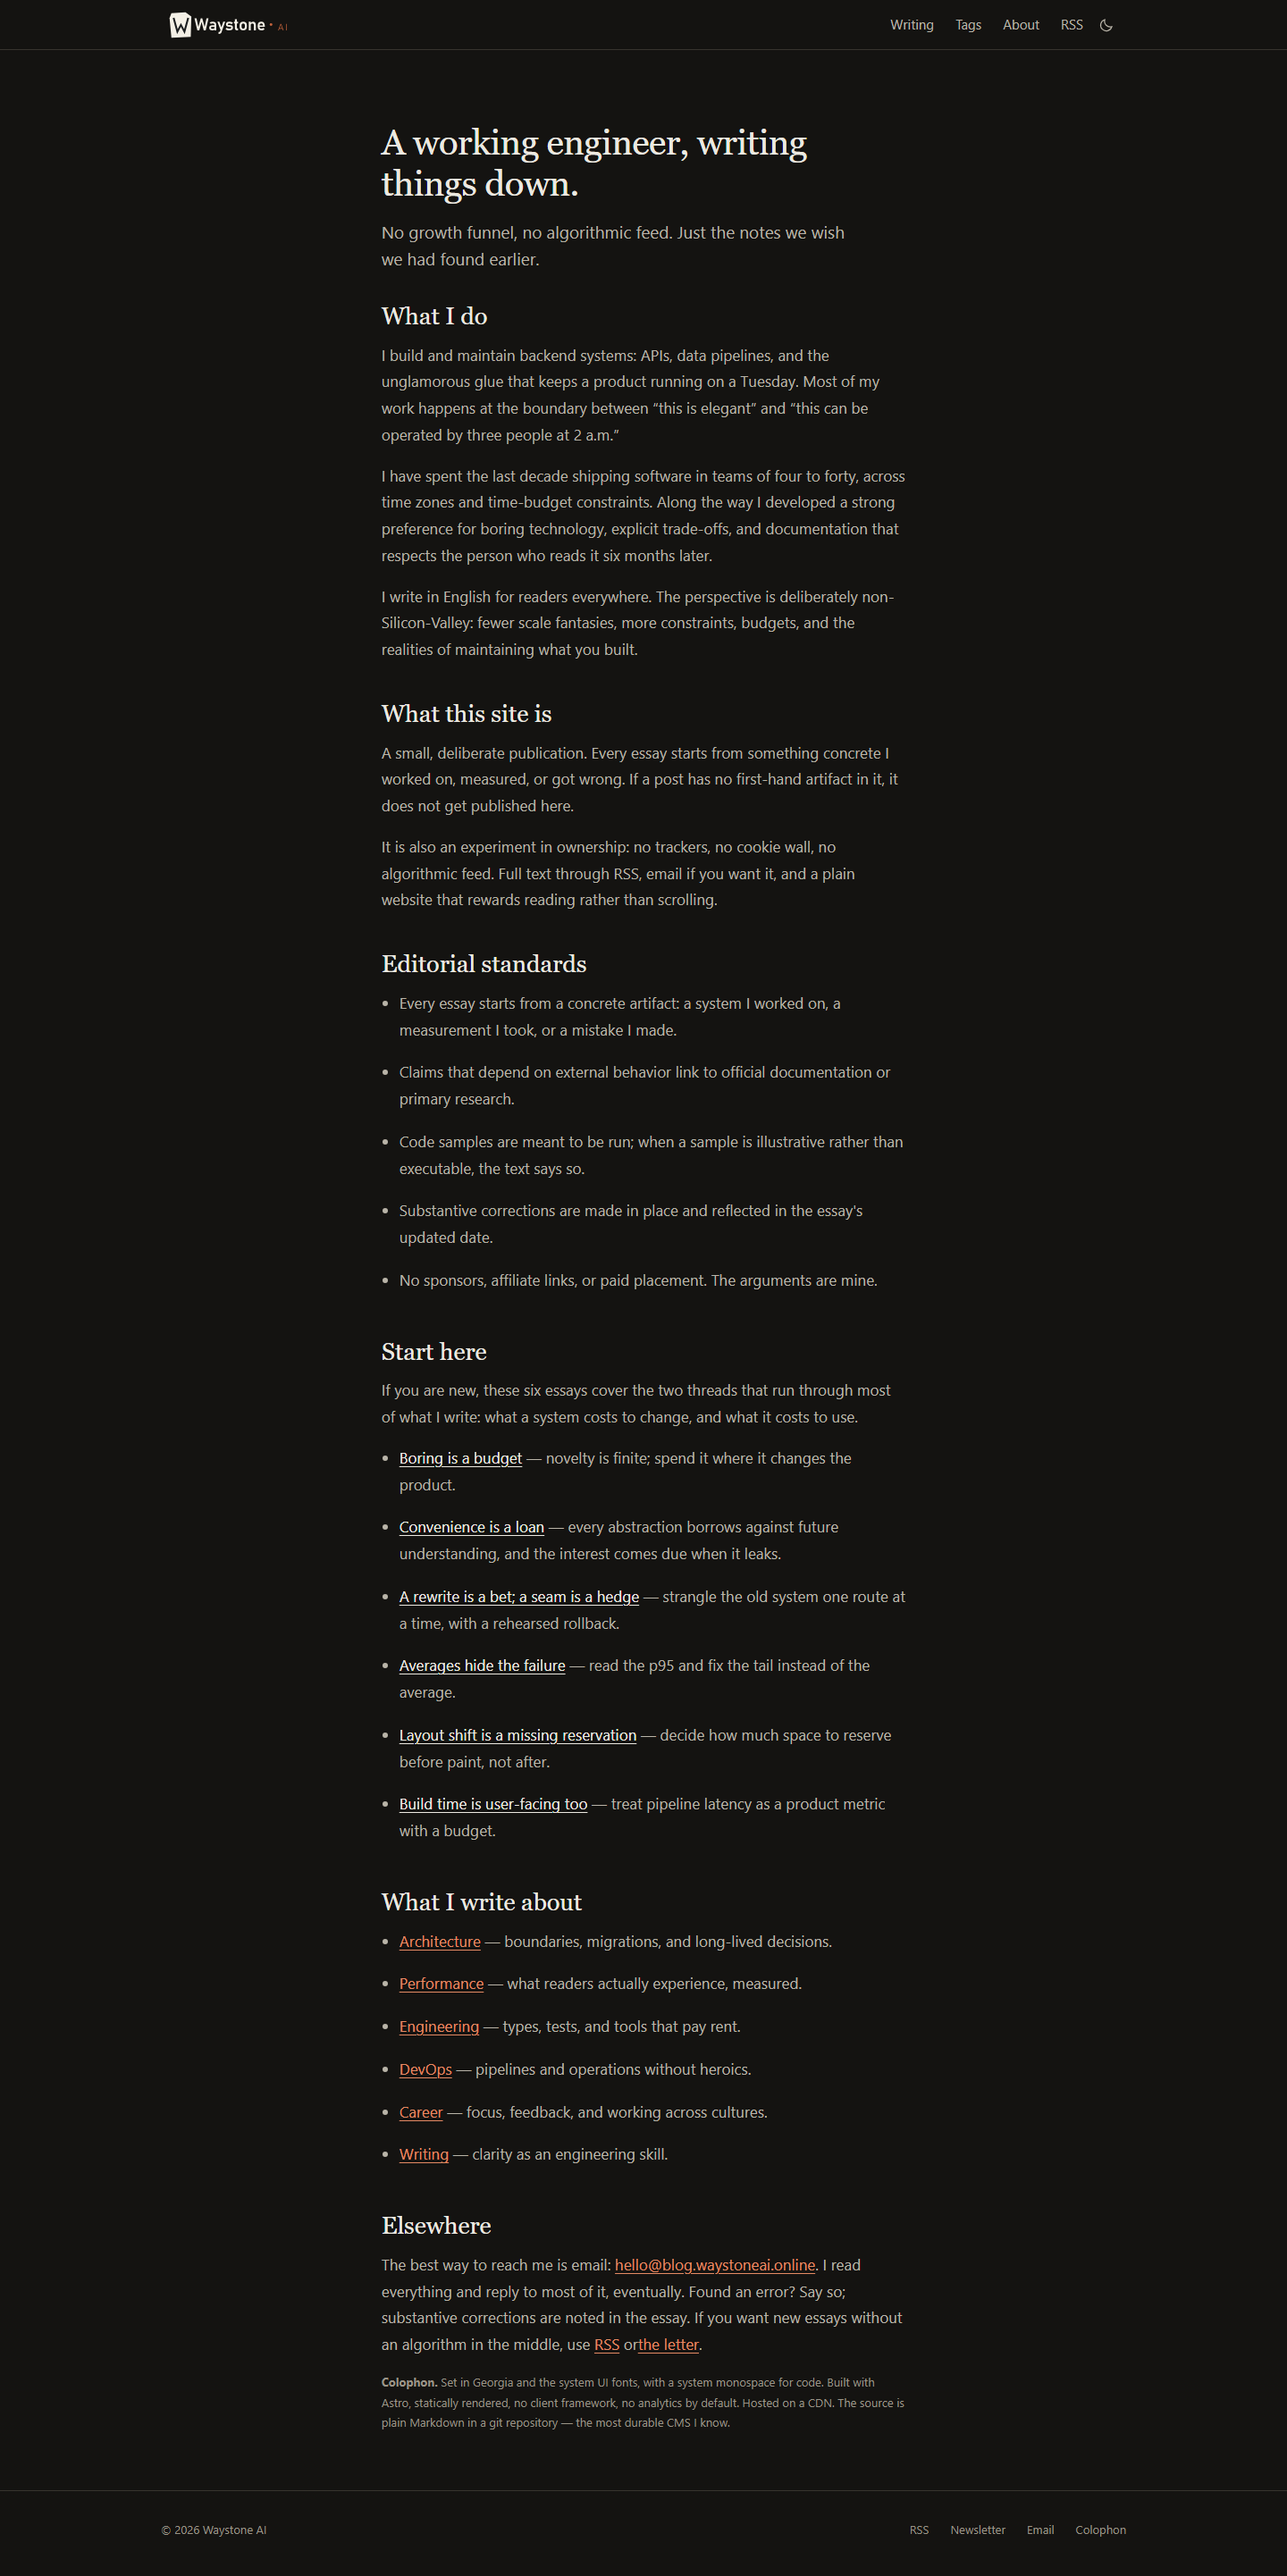 W Waystone · AI
Writing Tags About RSS
A working engineer, writing
things down.
No growth funnel, no algorithmic feed. Just the notes we wish
we had found earlier.
What I do
I build and maintain backend systems: APIs, data pipelines, and the
unglamorous glue that keeps a product running on a Tuesday. Most of my
work happens at the boundary between “this is elegant” and “this can be
operated by three people at 2 a.m.”
I have spent the last decade shipping software in teams of four to forty, across
time zones and time-budget constraints. Along the way I developed a strong
preference for boring technology, explicit trade-offs, and documentation that
respects the person who reads it six months later.
I write in English for readers everywhere. The perspective is deliberately non-
Silicon-Valley: fewer scale fantasies, more constraints, budgets, and the
realities of maintaining what you built.
What this site is
A small, deliberate publication. Every essay starts from something concrete I
worked on, measured, or got wrong. If a post has no first-hand artifact in it, it
does not get published here.
It is also an experiment in ownership: no trackers, no cookie wall, no
algorithmic feed. Full text through RSS, email if you want it, and a plain
website that rewards reading rather than scrolling.
Editorial standards
• Every essay starts from a concrete artifact: a system I worked on, a
measurement I took, or a mistake I made.
• Claims that depend on external behavior link to official documentation or
primary research.
• Code samples are meant to be run; when a sample is illustrative rather than
executable, the text says so.
• Substantive corrections are made in place and reflected in the essay's
updated date.
• No sponsors, affiliate links, or paid placement. The arguments are mine.
Start here
If you are new, these six essays cover the two threads that run through most
of what I write: what a system costs to change, and what it costs to use.
• Boring is a budget — novelty is finite; spend it where it changes the
product.
• Convenience is a loan — every abstraction borrows against future
understanding, and the interest comes due when it leaks.
• A rewrite is a bet; a seam is a hedge — strangle the old system one route at
a time, with a rehearsed rollback.
• Averages hide the failure — read the p95 and fix the tail instead of the
average.
• Layout shift is a missing reservation — decide how much space to reserve
before paint, not after.
• Build time is user-facing too — treat pipeline latency as a product metric
with a budget.
What I write about
• Architecture — boundaries, migrations, and long-lived decisions.
• Performance — what readers actually experience, measured.
• Engineering — types, tests, and tools that pay rent.
• DevOps — pipelines and operations without heroics.
• Career — focus, feedback, and working across cultures.
• Writing — clarity as an engineering skill.
Elsewhere
The best way to reach me is email: hello@blog.waystoneai.online. I read
everything and reply to most of it, eventually. Found an error? Say so;
substantive corrections are noted in the essay. If you want new essays without
an algorithm in the middle, use RSS orthe letter.
Colophon. Set in Georgia and the system UI fonts, with a system monospace for code. Built with
Astro, statically rendered, no client framework, no analytics by default. Hosted on a CDN. The source is
plain Markdown in a git repository — the most durable CMS I know.
© 2026 Waystone AI
RSS Newsletter Email Colophon